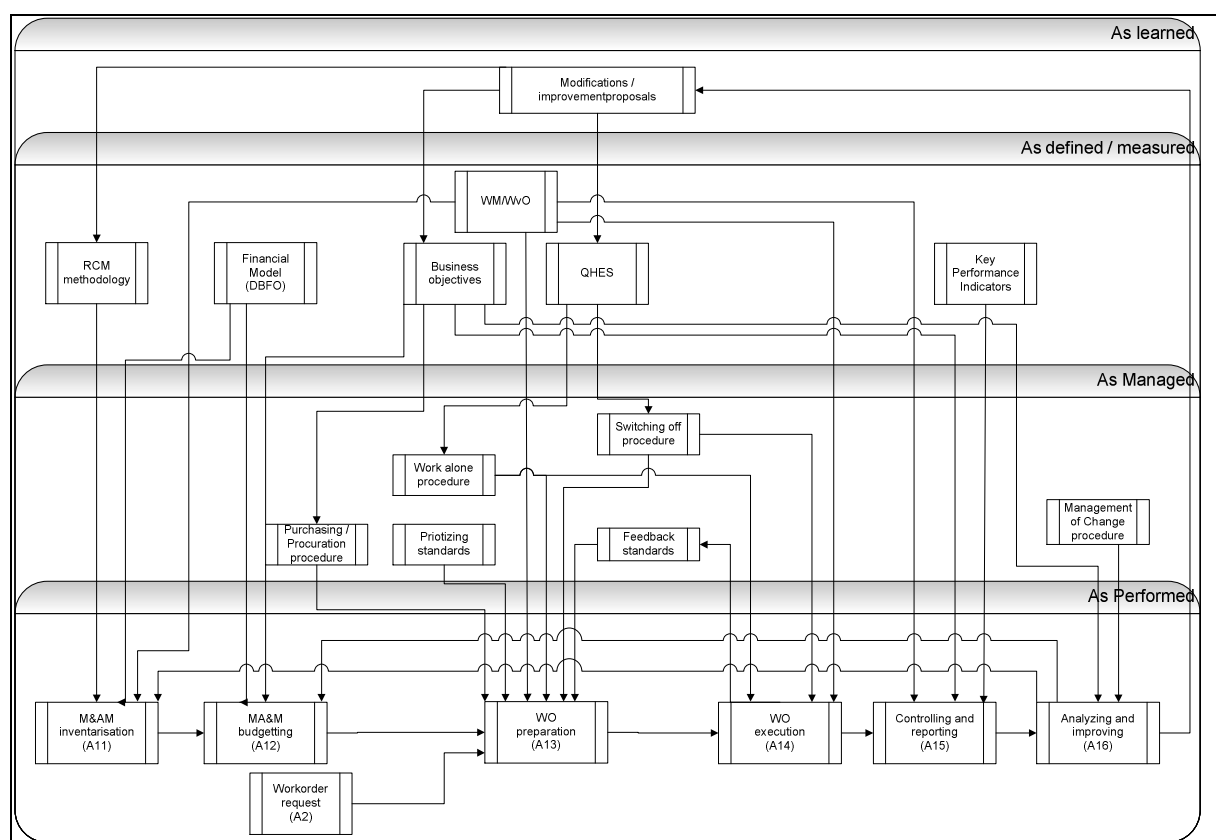 As learned
Modifications /
improvementproposals
As defined / measured
WM/WvO
RCM
methodology
Financial
Model
(DBFO)
Business
objectives
QHES
Key
Performance
Indicators
As Managed
Switching off
procedure
Work alone
procedure
Management
of Change
procedure
Purchasing /
Procuration
procedure
Priotizing
standards
Feedback
standards
As Performed
M&AM
inventarisation
(A11)
MA&M
budgetting
(A12)
WO
preparation
(A13)
WO
execution
(A14)
Controlling and
reporting
(A15)
Analyzing and
improving
(A16)
Workorder
request
(A2)